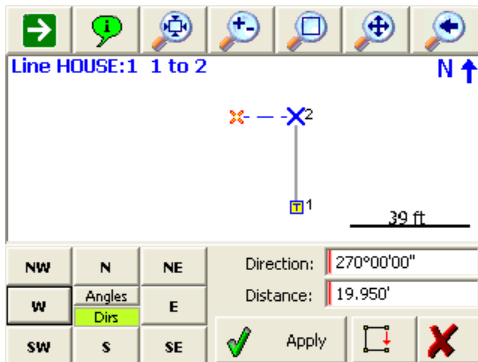 Line HOUSE:1 1 to 2
N
2
1
39 ft
NW N NE
W Angles Dirs E
SW S SE
Direction: 270°00'00"
Distance: 19.950'
Apply